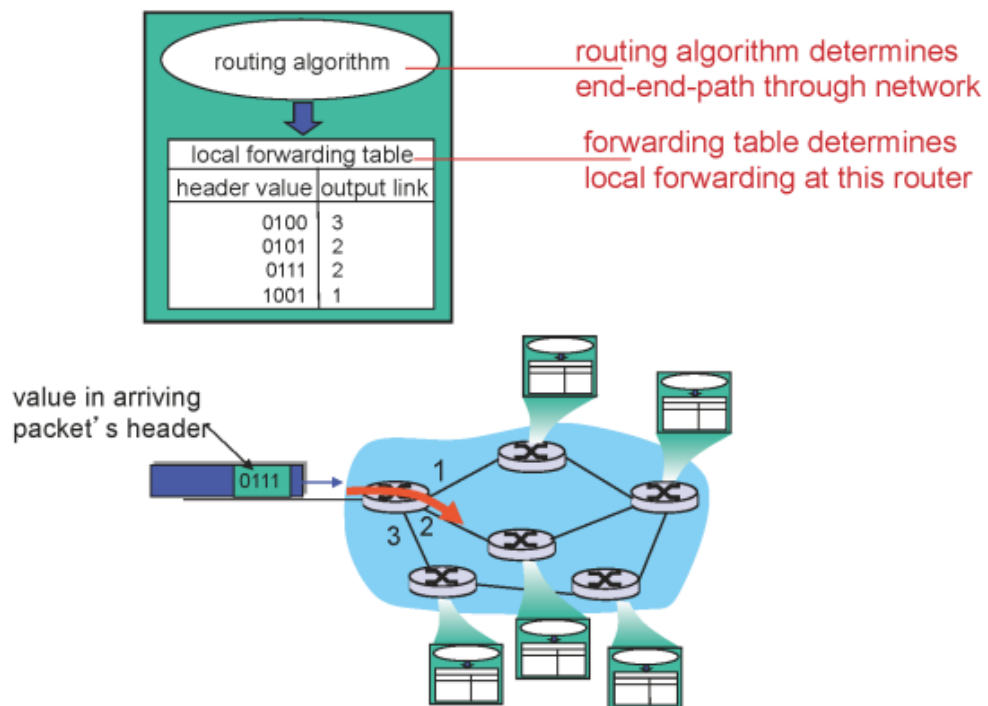 routing algorithm
routing algorithm determines
end-end-path through network
local forwarding table
forwarding table determines
local forwarding at this router
header value output link
0100 3
0101 2
0111 2
1001 1
value in arriving
packet’s header
0111
1
2
3